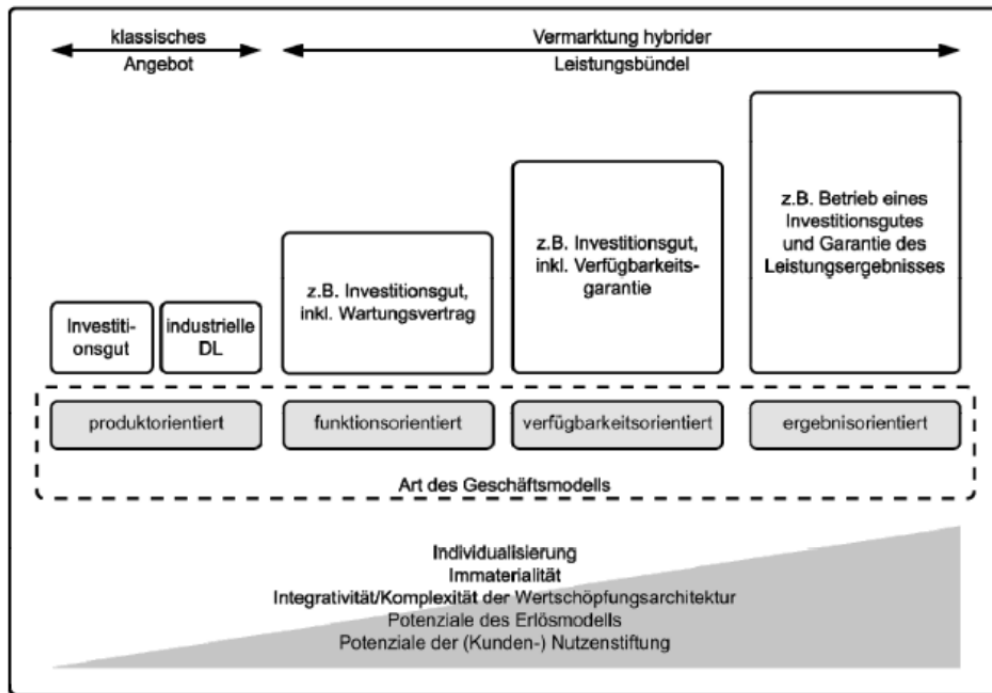 klassisches
Angebot
Vermarktung hybrider
Leistungsbündel
z.B. Betrieb eines
Investitionsgutes
und Garantie des
Leistungsergebnisses
z.B. Investitionsgut,
inkl. Verfügbarkeits-
garantie
z.B. Investitionsgut,
inkl. Wartungsvertrag
Investiti-
onsgut
industrielle
DL
produktorientiert
funktionsorientiert
verfügbarkeitsorientiert
ergebnisorientiert
Art des Geschäftsmodells
Individualisierung
Immaterialität
Integrativität/Komplexität der Wertschöpfungsarchitektur
Potenziale des Erlösmodells
Potenziale der (Kunden-) Nutzenstiftung